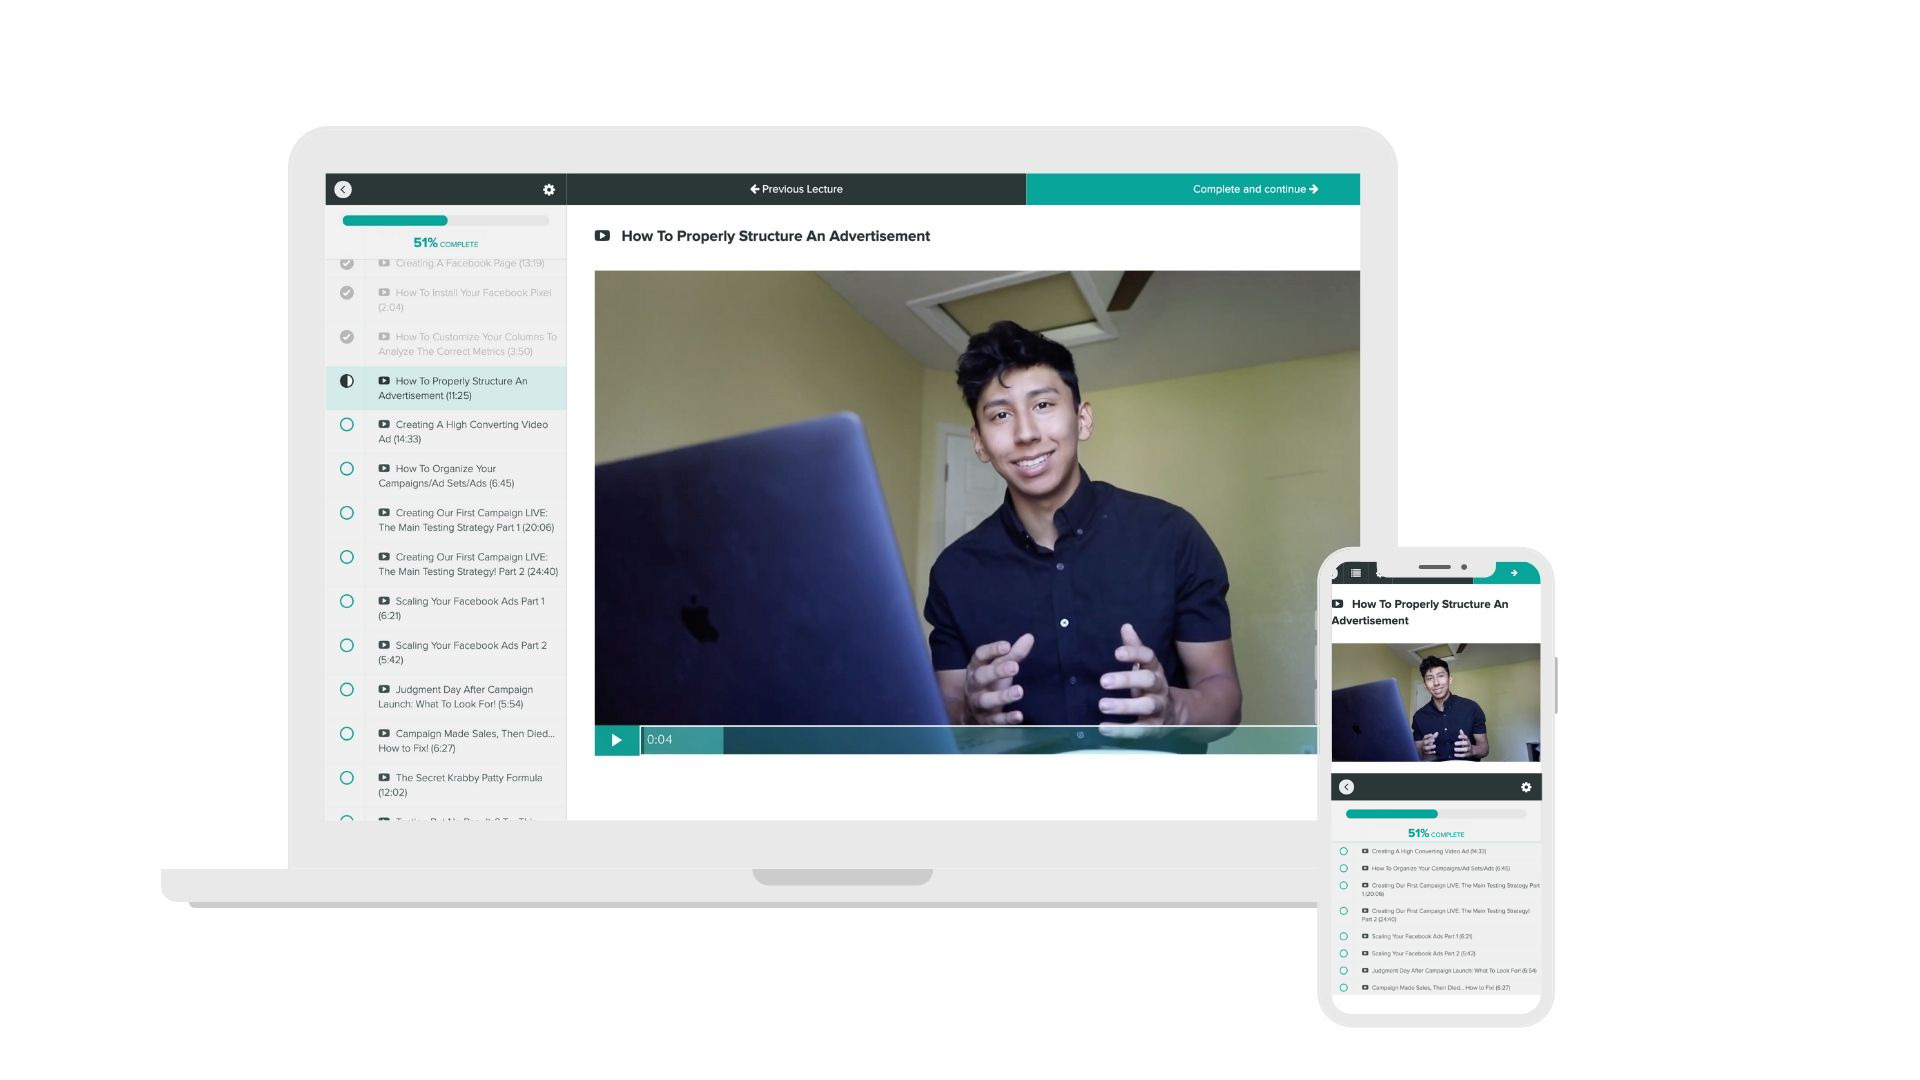 Previous Lecture
Complete and continue
51% COMPLETE
Creating A Facebook Page (13:19)
How To Install Your Facebook Pixel
(2:04)
How To Customize Your Columns To
Analyze The Correct Metrics (3:50)
How To Properly Structure An
Advertisement (11:25)
Creating A High Converting Video
Ad (14:33)
How To Organize Your
Campaigns/Ad Sets/Ads (6:45)
Creating Our First Campaign LIVE:
The Main Testing Strategy Part 1 (20:06)
Creating Our First Campaign LIVE:
The Main Testing Strategy! Part 2 (24:40)
Scaling Your Facebook Ads Part 1
(6:21)
Scaling Your Facebook Ads Part 2
(5:42)
Judgment Day After Campaign
Launch: What To Look For! (5:54)
Campaign Made Sales, Then Died...
How to Fix! (6:27)
The Secret Krabby Patty Formula
(12:02)
How To Properly Structure An Advertisement
0:04
How To Properly Structure An
Advertisement
51% COMPLETE
Creating A High Converting Video Ad (14:33)
How To Organize Your Campaigns/Ad Sets/Ads (6:45)
Creating Our First Campaign LIVE: The Main Testing Strategy Part
1 (20:06)
Creating Our First Campaign LIVE: The Main Testing Strategy!
Part 2 (24:40)
Scaling Your Facebook Ads Part 1 (6:21)
Scaling Your Facebook Ads Part 2 (5:42)
Judgment Day After Campaign Launch: What To Look For! (5:54)
Campaign Made Sales, Then Died... How to Fix! (6:27)